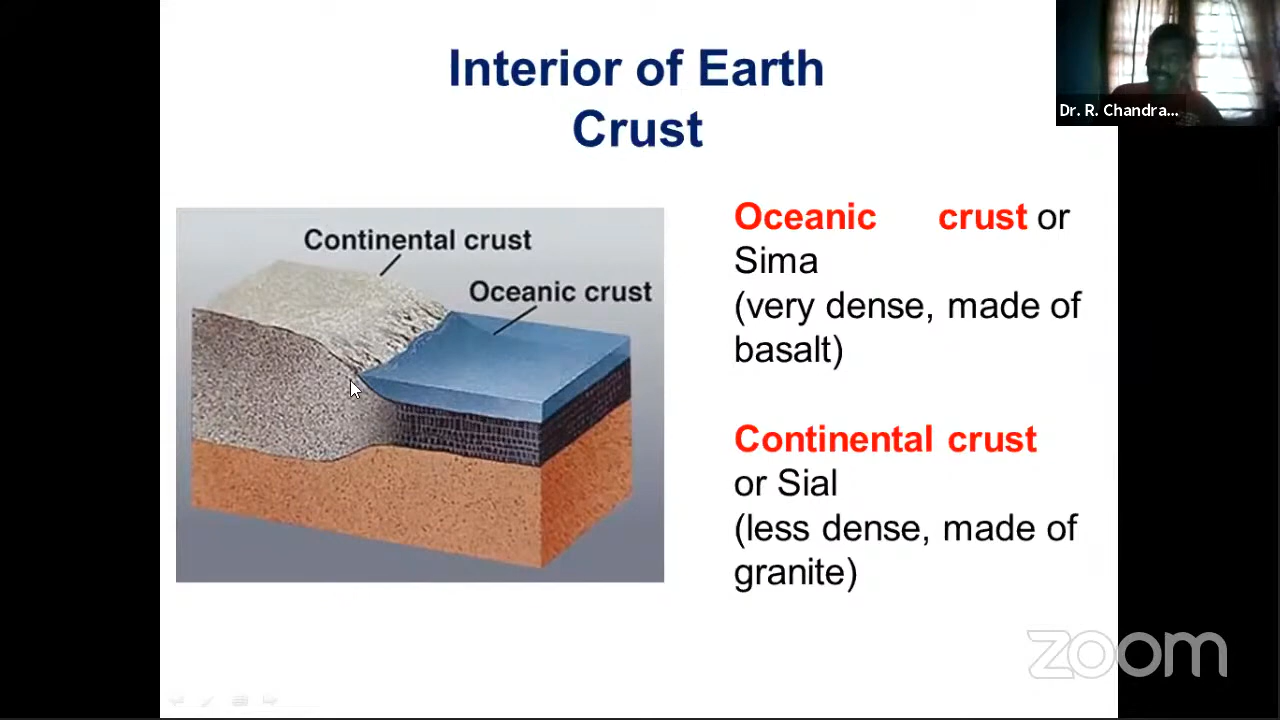 Interior of Earth
Crust
Dr. R. Chandra...
Continental crust
Oceanic crust
Oceanic crust or
Sima
(very dense, made of
basalt)
Continental crust
or Sial
(less dense, made of
granite)
zoom